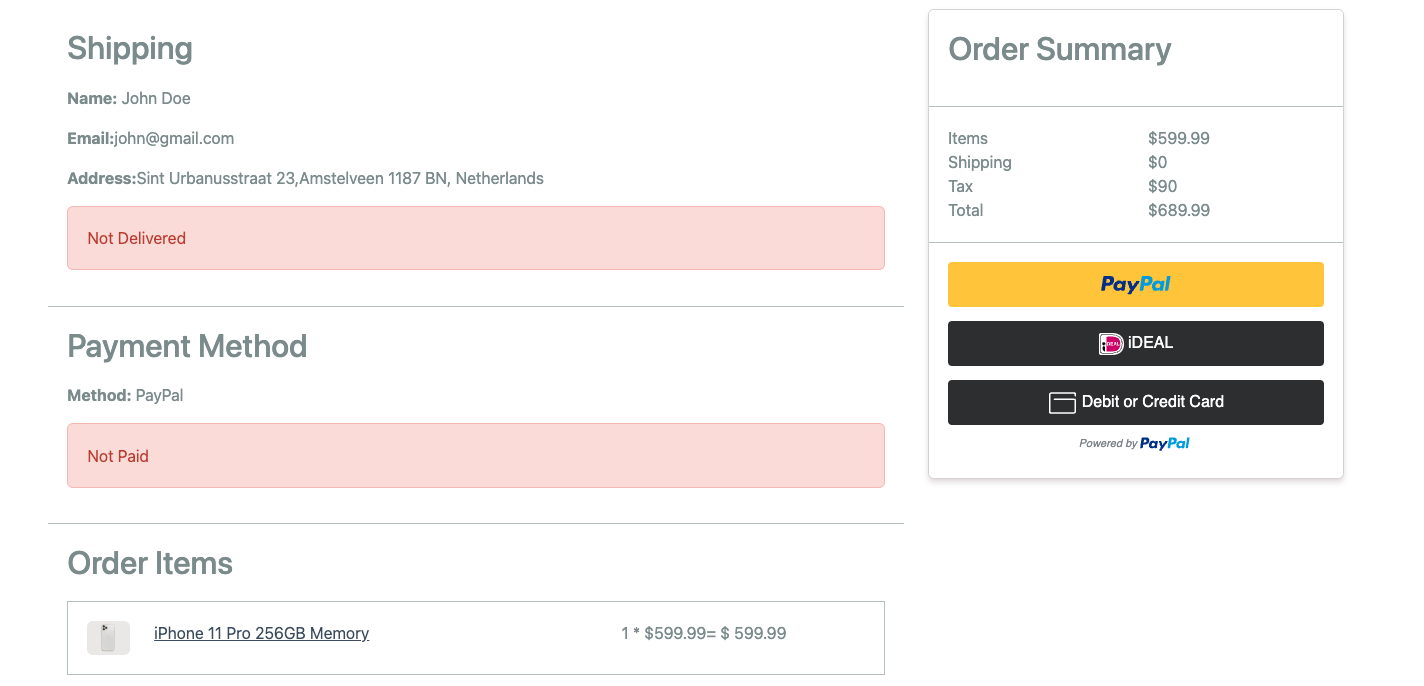 Shipping
Name: John Doe
Email:john@gmail.com
Address:Sint Urbanusstraat 23,Amstelveen 1187 BN, Netherlands
Not Delivered
Payment Method
Method: PayPal
Not Paid
Order Items
iPhone 11 Pro 256GB Memory
1 * $599.99= $ 599.99
Order Summary
Items $599.99
Shipping $0
Tax $90
Total $689.99
PayPal
iDEAL iDEAL
Debit or Credit Card
Powered by PayPal